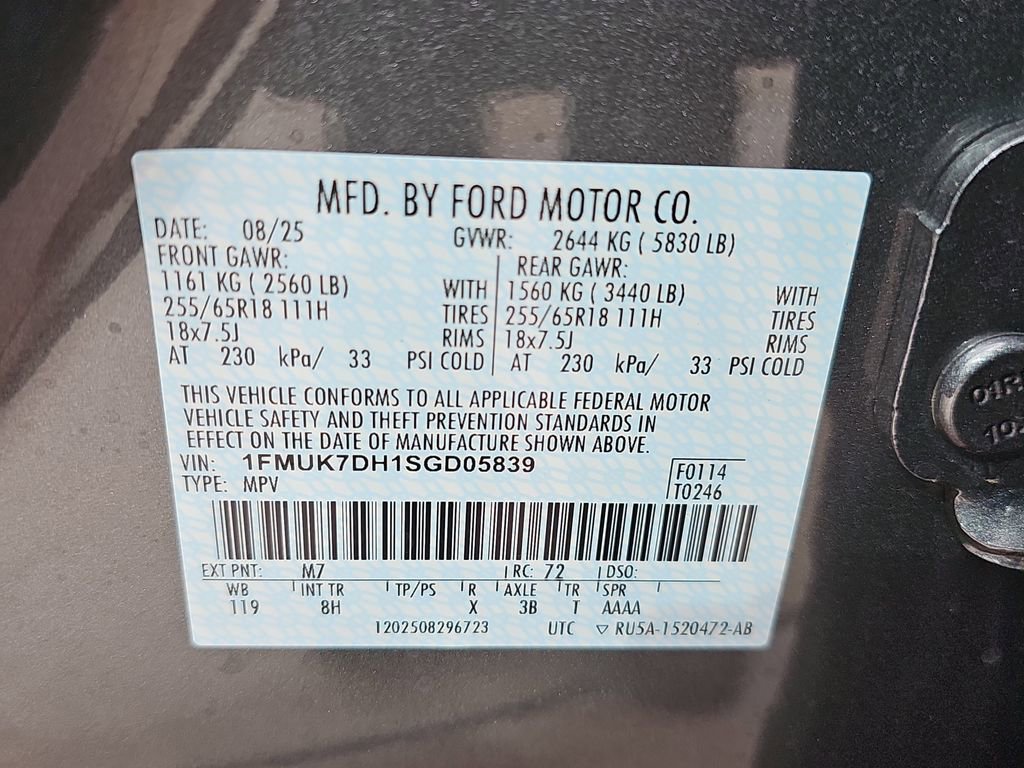 MFD. BY FORD MOTOR CO.
DATE: 08/25 GVWR: 2644 KG ( 5830 LB)
FRONT GAWR: REAR GAWR:
1161 KG ( 2560 LB) WITH 1560 KG ( 3440 LB) WITH
255/65R18 111H TIRES 255/65R18 111H TIRES
18x7.5J RIMS 18x7.5J RIMS
AT 230 kPa/ 33 PSI COLD AT 230 kPa/ 33 PSI COLD
THIS VEHICLE CONFORMS TO ALL APPLICABLE FEDERAL MOTOR
VEHICLE SAFETY AND THEFT PREVENTION STANDARDS IN
EFFECT ON THE DATE OF MANUFACTURE SHOWN ABOVE.
VIN: 1FMUK7DH1SGD05839 F0114
TYPE: MPV T0246
EXT PNT: M7 RC: 72 DSO:
WB INT TR TP/PS R AXLE TR SPR
119 8H X 3B T AAAA
1202508296723 UTC ▽ RU5A-1520472-AB